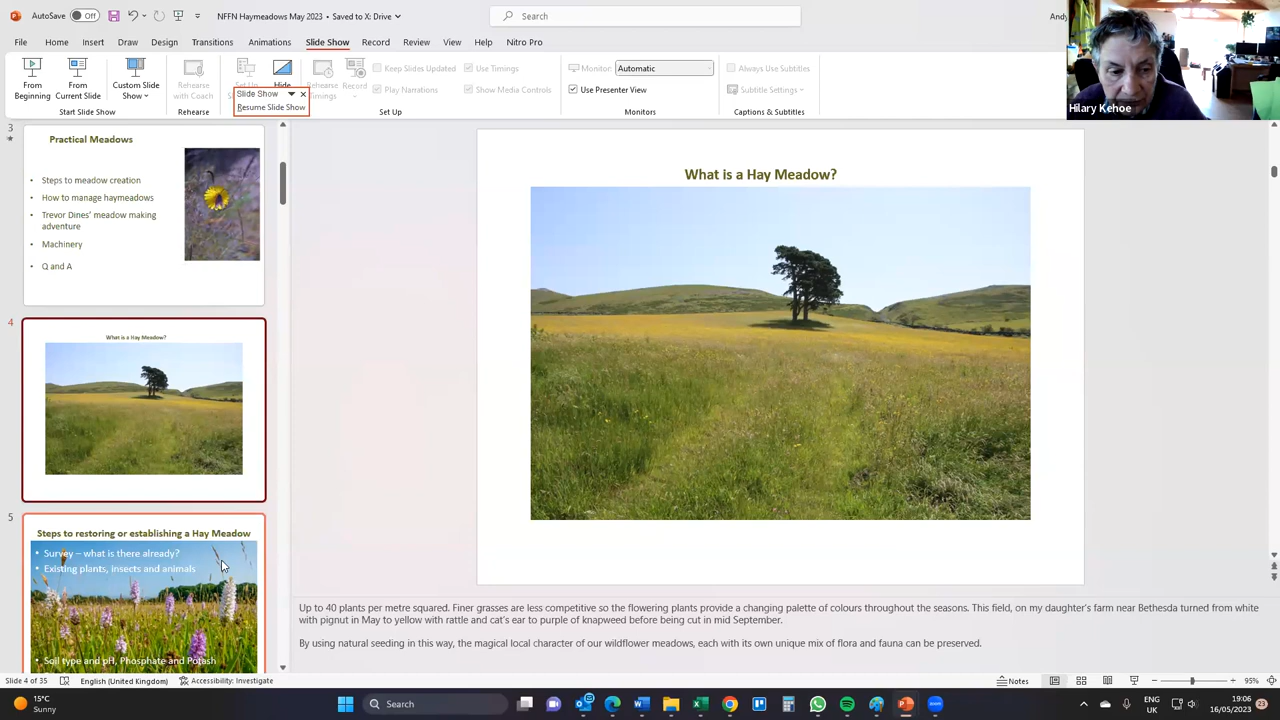 AutoSave Off NFFN Haymeadows May 2023 • Saved to X: Drive Search Andy
File Home Insert Draw Design Transitions Animations Slide Show Record Review View Help Nitro Pro
From Beginning
From Current Slide
Custom Slide Show
Start Slide Show
Rehearse with Coach
Rehearse
Hide
Rehearse Timings
Record
Slide Show
Resume Slide Show
Keep Slides Updated
Use Timings
Play Narrations
Show Media Controls
Set Up
Monitor: Automatic
Use Presenter View
Monitors
Always Use Subtitles
Subtitle Settings
Captions & Subtitles
Hilary Kehoe
3
Practical Meadows
• Steps to meadow creation
• How to manage haymeadows
• Trevor Dines' meadow making
adventure
• Machinery
• Q and A
4
What is a Hay Meadow?
5
Steps to restoring or establishing a Hay Meadow
• Survey – what is there already?
• Existing plants, insects and animals
• Soil type and pH, Phosphate and Potash
What is a Hay Meadow?
Up to 40 plants per metre squared. Finer grasses are less competitive so the flowering plants provide a changing palette of colours throughout the seasons. This field, on my daughter's farm near Bethesda turned from white
with pignut in May to yellow with rattle and cat's ear to purple of knapweed before being cut in mid September.
By using natural seeding in this way, the magical local character of our wildflower meadows, each with its own unique mix of flora and fauna can be preserved.
Slide 4 of 35 English (United Kingdom) Accessibility: Investigate Notes 95%
15°C
Sunny
Search
ENG
UK
19:06
16/05/2023
23